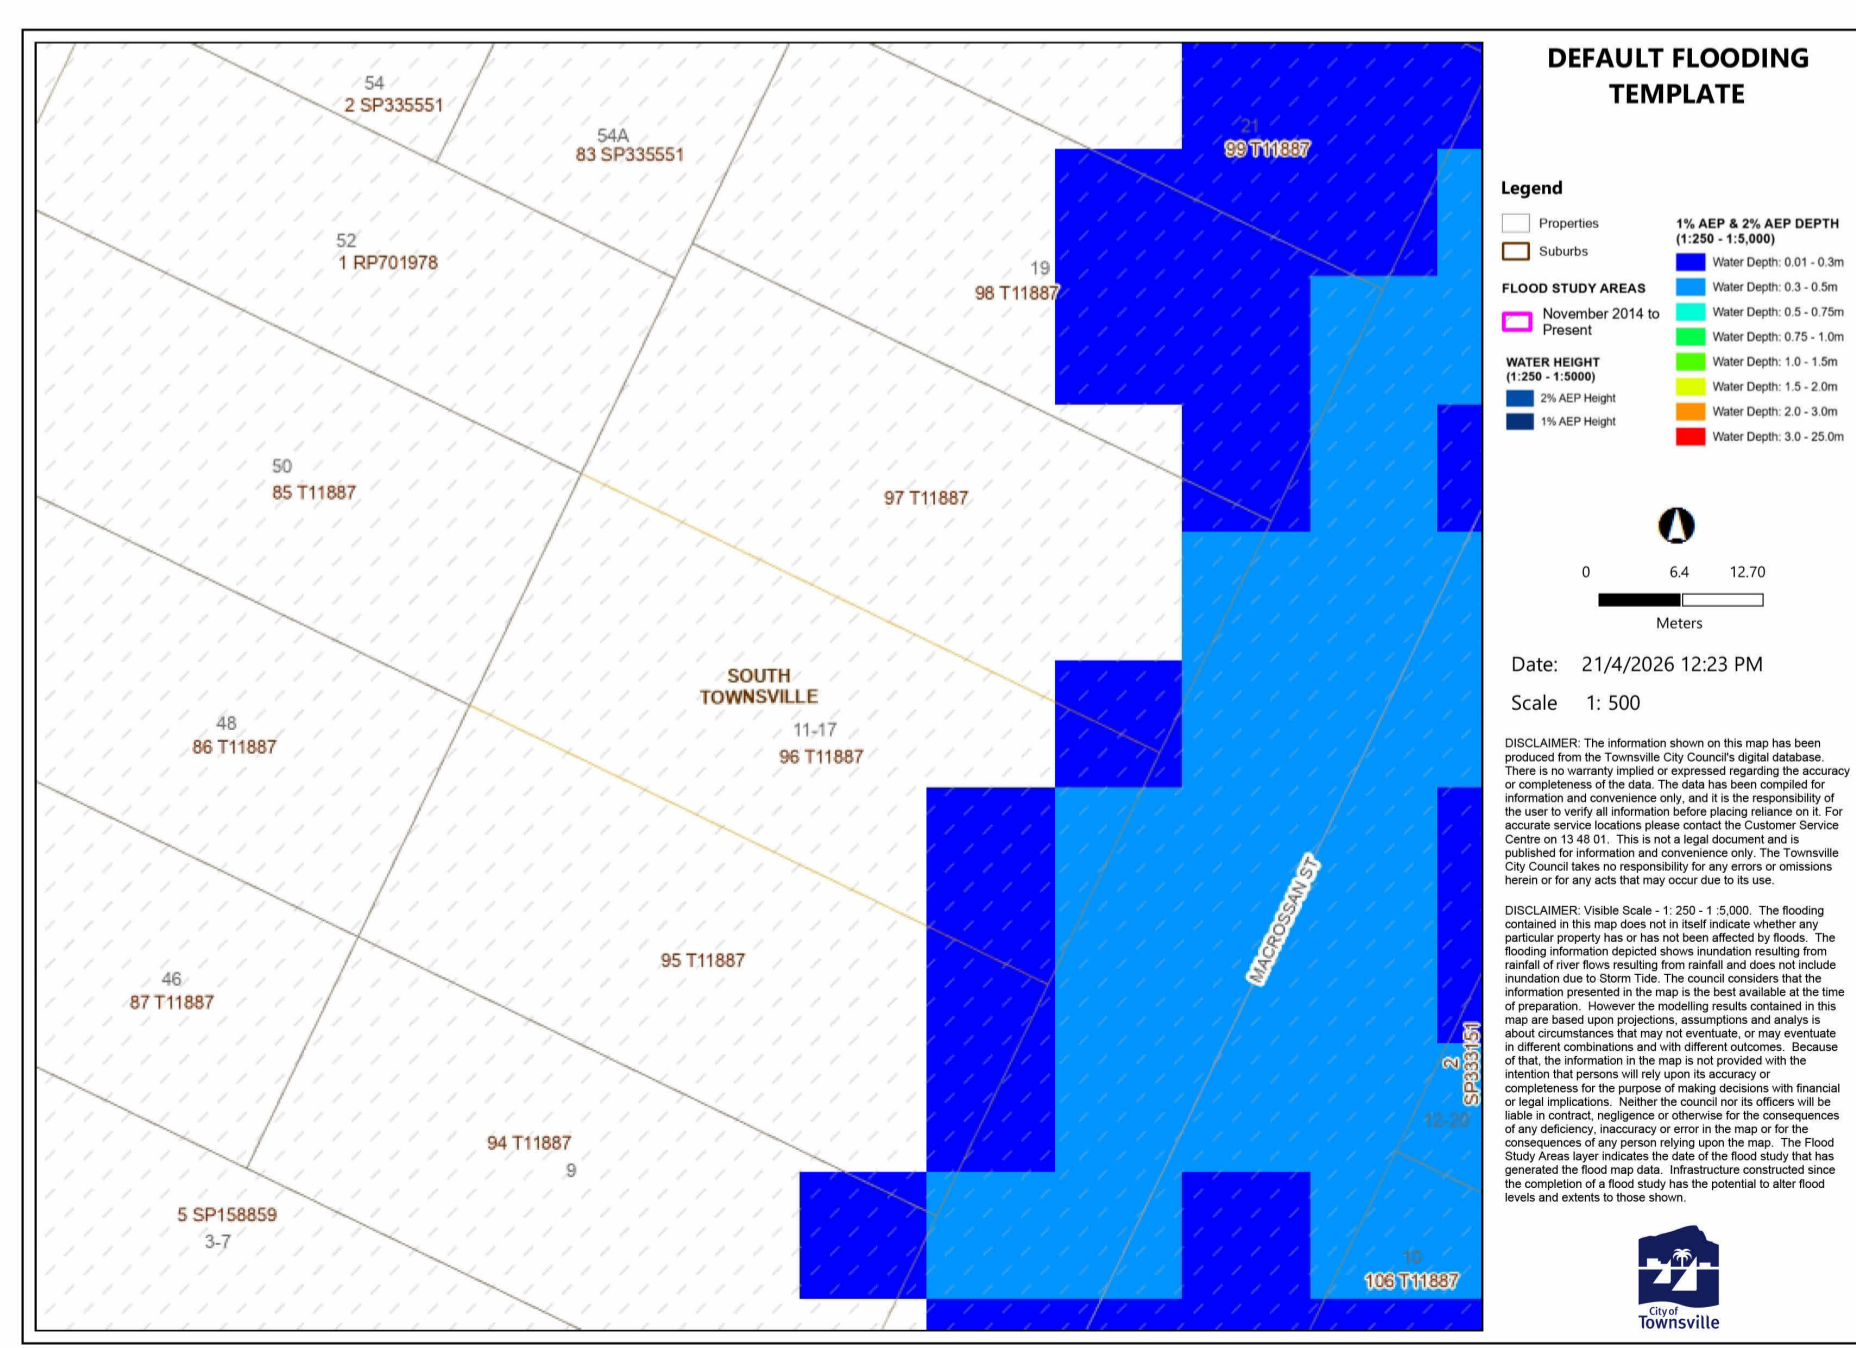 DEFAULT FLOODING
TEMPLATE
54
2 SP335551
54A
83 SP335551
21
99 T11887
52
1 RP701978
19
98 T11887
50
85 T11887
97 T11887
SOUTH
TOWNSVILLE
11-17
96 T11887
48
86 T11887
MACROSSAN ST
95 T11887
46
87 T11887
2
SP333151
12-20
94 T11887
9
5 SP158859
3-7
10
106 T11887
Legend
Properties
Suburbs
FLOOD STUDY AREAS
November 2014 to
Present
WATER HEIGHT
(1:250 - 1:5000)
2% AEP Height
1% AEP Height
1% AEP & 2% AEP DEPTH
(1:250 - 1:5,000)
Water Depth: 0.01 - 0.3m
Water Depth: 0.3 - 0.5m
Water Depth: 0.5 - 0.75m
Water Depth: 0.75 - 1.0m
Water Depth: 1.0 - 1.5m
Water Depth: 1.5 - 2.0m
Water Depth: 2.0 - 3.0m
Water Depth: 3.0 - 25.0m
0 6.4 12.70
Meters
Date: 21/4/2026 12:23 PM
Scale 1: 500
DISCLAIMER: The information shown on this map has been
produced from the Townsville City Council's digital database.
There is no warranty implied or expressed regarding the accuracy
or completeness of the data. The data has been compiled for
information and convenience only, and it is the responsibility of
the user to verify all information before placing reliance on it. For
accurate service locations please contact the Customer Service
Centre on 13 48 01. This is not a legal document and is
published for information and convenience only. The Townsville
City Council takes no responsibility for any errors or omissions
herein or for any acts that may occur due to its use.
DISCLAIMER: Visible Scale - 1: 250 - 1 :5,000. The flooding
contained in this map does not in itself indicate whether any
particular property has or has not been affected by floods. The
flooding information depicted shows inundation resulting from
rainfall of river flows resulting from rainfall and does not include
inundation due to Storm Tide. The council considers that the
information presented in the map is the best available at the time
of preparation. However the modelling results contained in this
map are based upon projections, assumptions and analys is
about circumstances that may not eventuate, or may eventuate
in different combinations and with different outcomes. Because
of that, the information in the map is not provided with the
intention that persons will rely upon its accuracy or
completeness for the purpose of making decisions with financial
or legal implications. Neither the council nor its officers will be
liable in contract, negligence or otherwise for the consequences
of any deficiency, inaccuracy or error in the map or for the
consequences of any person relying upon the map. The Flood
Study Areas layer indicates the date of the flood study that has
generated the flood map data. Infrastructure constructed since
the completion of a flood study has the potential to alter flood
levels and extents to those shown.
City of
Townsville